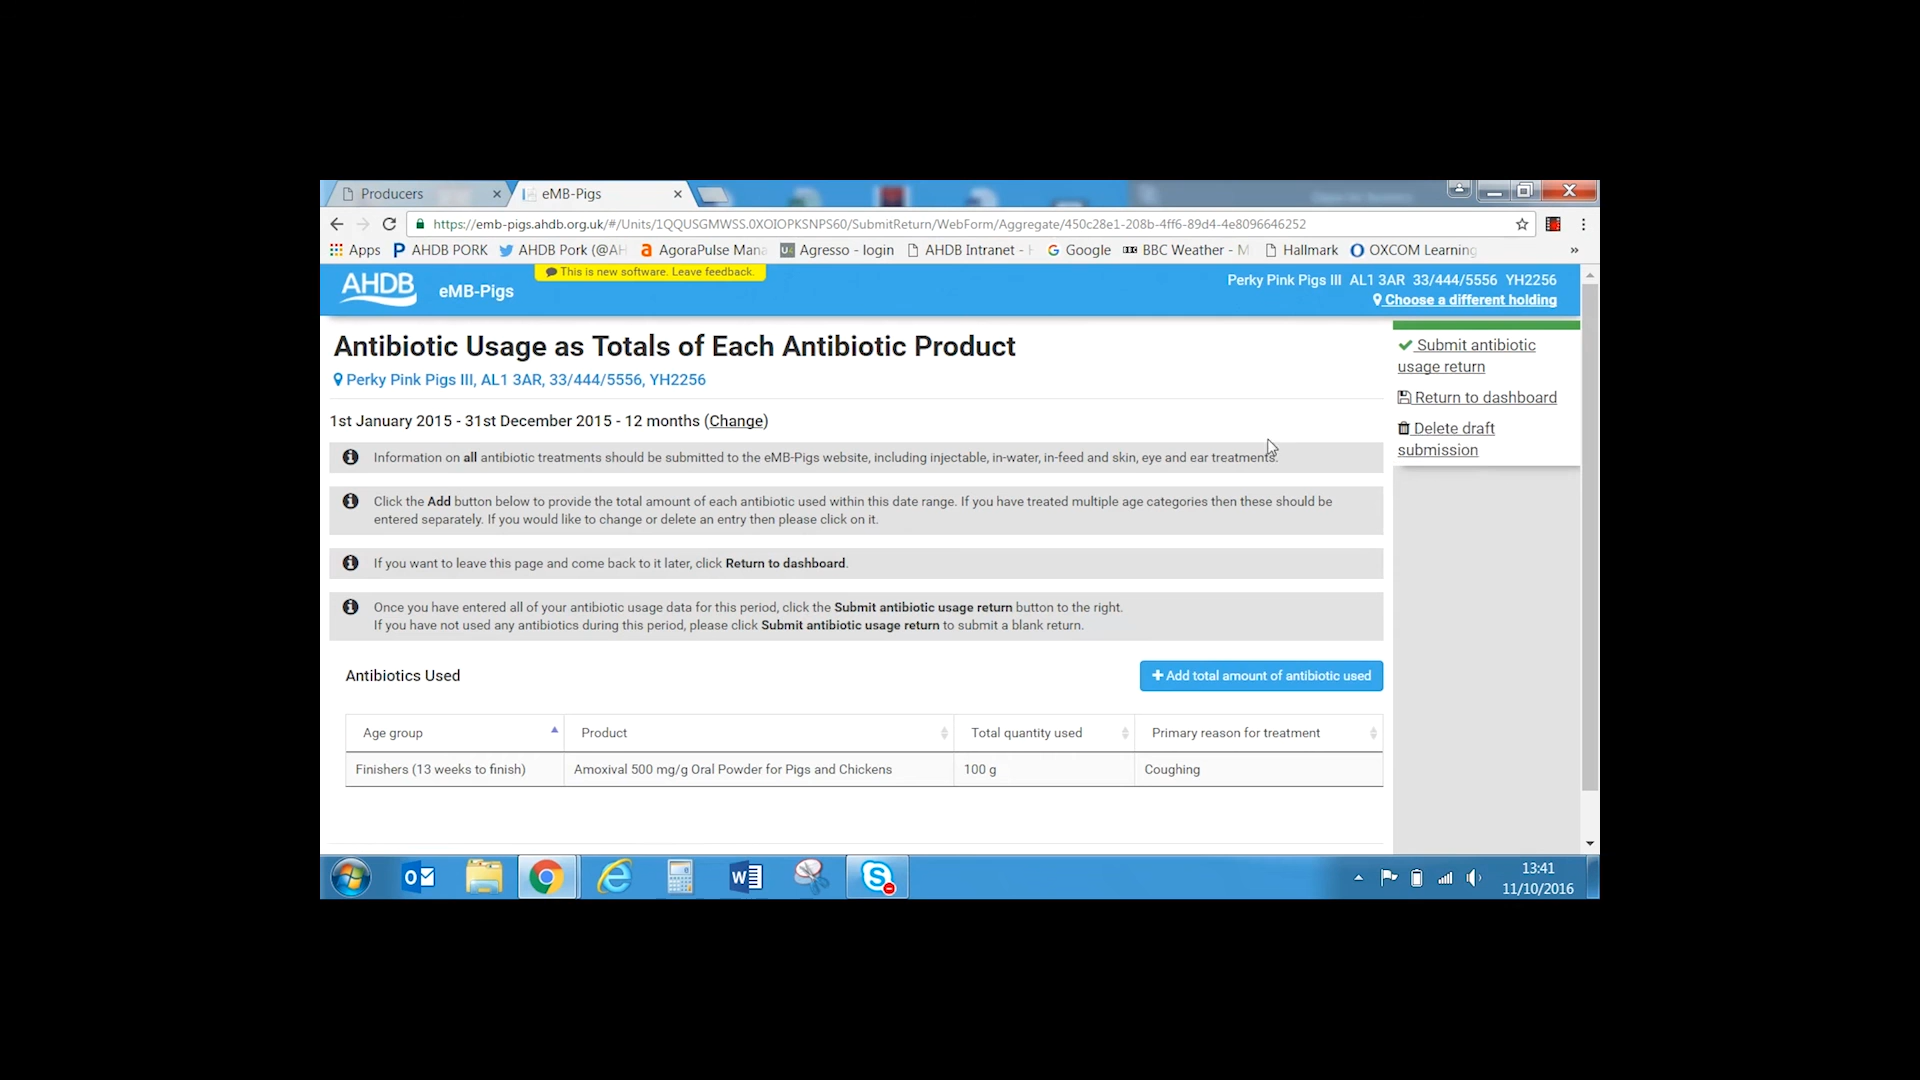 Producers
eMB-Pigs
https://emb-pigs.ahdb.org.uk/#/Units/1QQUSGMWSS.0XOIOPKSNPS60/SubmitReturn/WebForm/Aggregate/450c28e1-208b-4ff6-89d4-4e8096646252
Apps AHDB PORK AHDB Pork (@AH AgoraPulse Mana Agresso - login AHDB Intranet - H Google BBC Weather - M Hallmark OXCOM Learning »
This is new software. Leave feedback.
AHDB eMB-Pigs
Perky Pink Pigs III AL1 3AR 33/444/5556 YH2256
Choose a different holding
Antibiotic Usage as Totals of Each Antibiotic Product
Perky Pink Pigs III, AL1 3AR, 33/444/5556, YH2256
1st January 2015 - 31st December 2015 - 12 months (Change)
Information on all antibiotic treatments should be submitted to the eMB-Pigs website, including injectable, in-water, in-feed and skin, eye and ear treatments.
Click the Add button below to provide the total amount of each antibiotic used within this date range. If you have treated multiple age categories then these should be
entered separately. If you would like to change or delete an entry then please click on it.
If you want to leave this page and come back to it later, click Return to dashboard.
Once you have entered all of your antibiotic usage data for this period, click the Submit antibiotic usage return button to the right.
If you have not used any antibiotics during this period, please click Submit antibiotic usage return to submit a blank return.
Submit antibiotic
usage return
Return to dashboard
Delete draft
submission
Antibiotics Used
Add total amount of antibiotic used
Age group Product Total quantity used Primary reason for treatment
Finishers (13 weeks to finish) Amoxival 500 mg/g Oral Powder for Pigs and Chickens 100 g Coughing
13:41
11/10/2016